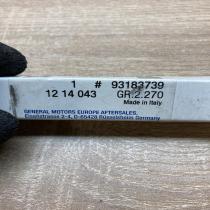 1 # 93183739
12 14 043 GR.2.270
Made in Italy
GENERAL MOTORS EUROPE AFTERSALES,
Eisenstrasse 2-4, D-65428 Rüsselsheim Germany